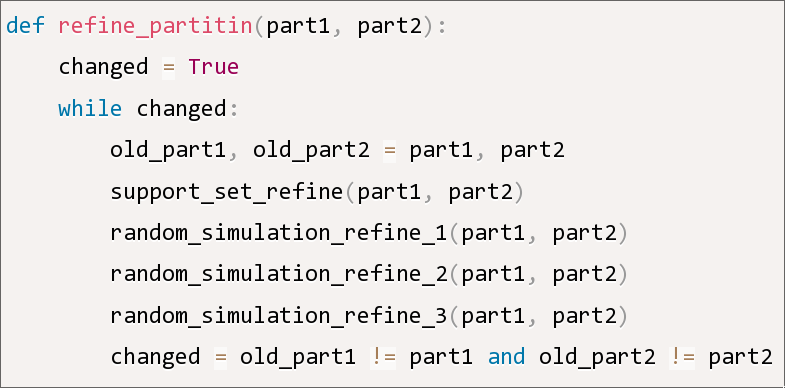 def refine_partitin(part1, part2):
    changed = True
    while changed:
        old_part1, old_part2 = part1, part2
        support_set_refine(part1, part2)
        random_simulation_refine_1(part1, part2)
        random_simulation_refine_2(part1, part2)
        random_simulation_refine_3(part1, part2)
        changed = old_part1 != part1 and old_part2 != part2